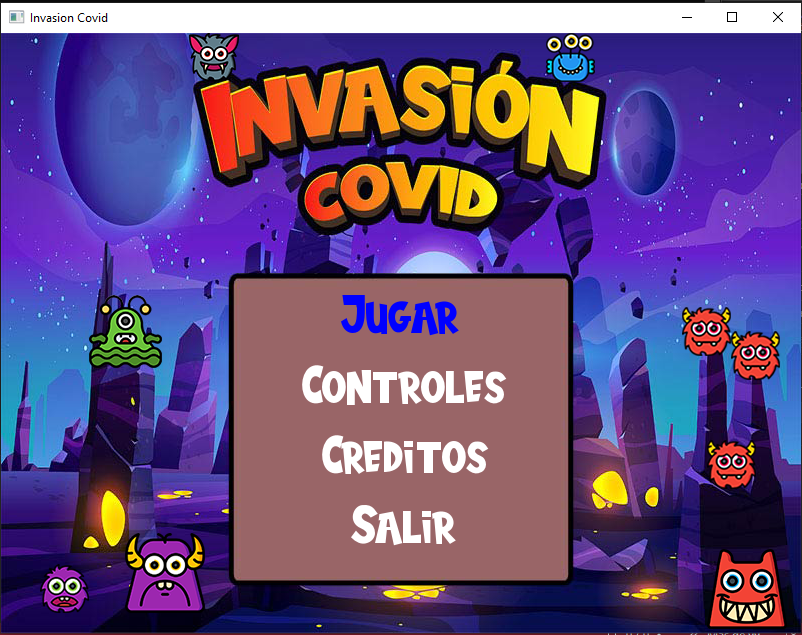 Invasion Covid
INVASIÓN
COVID
JUGAR
CONTROLES
CREDITOS
SALIR